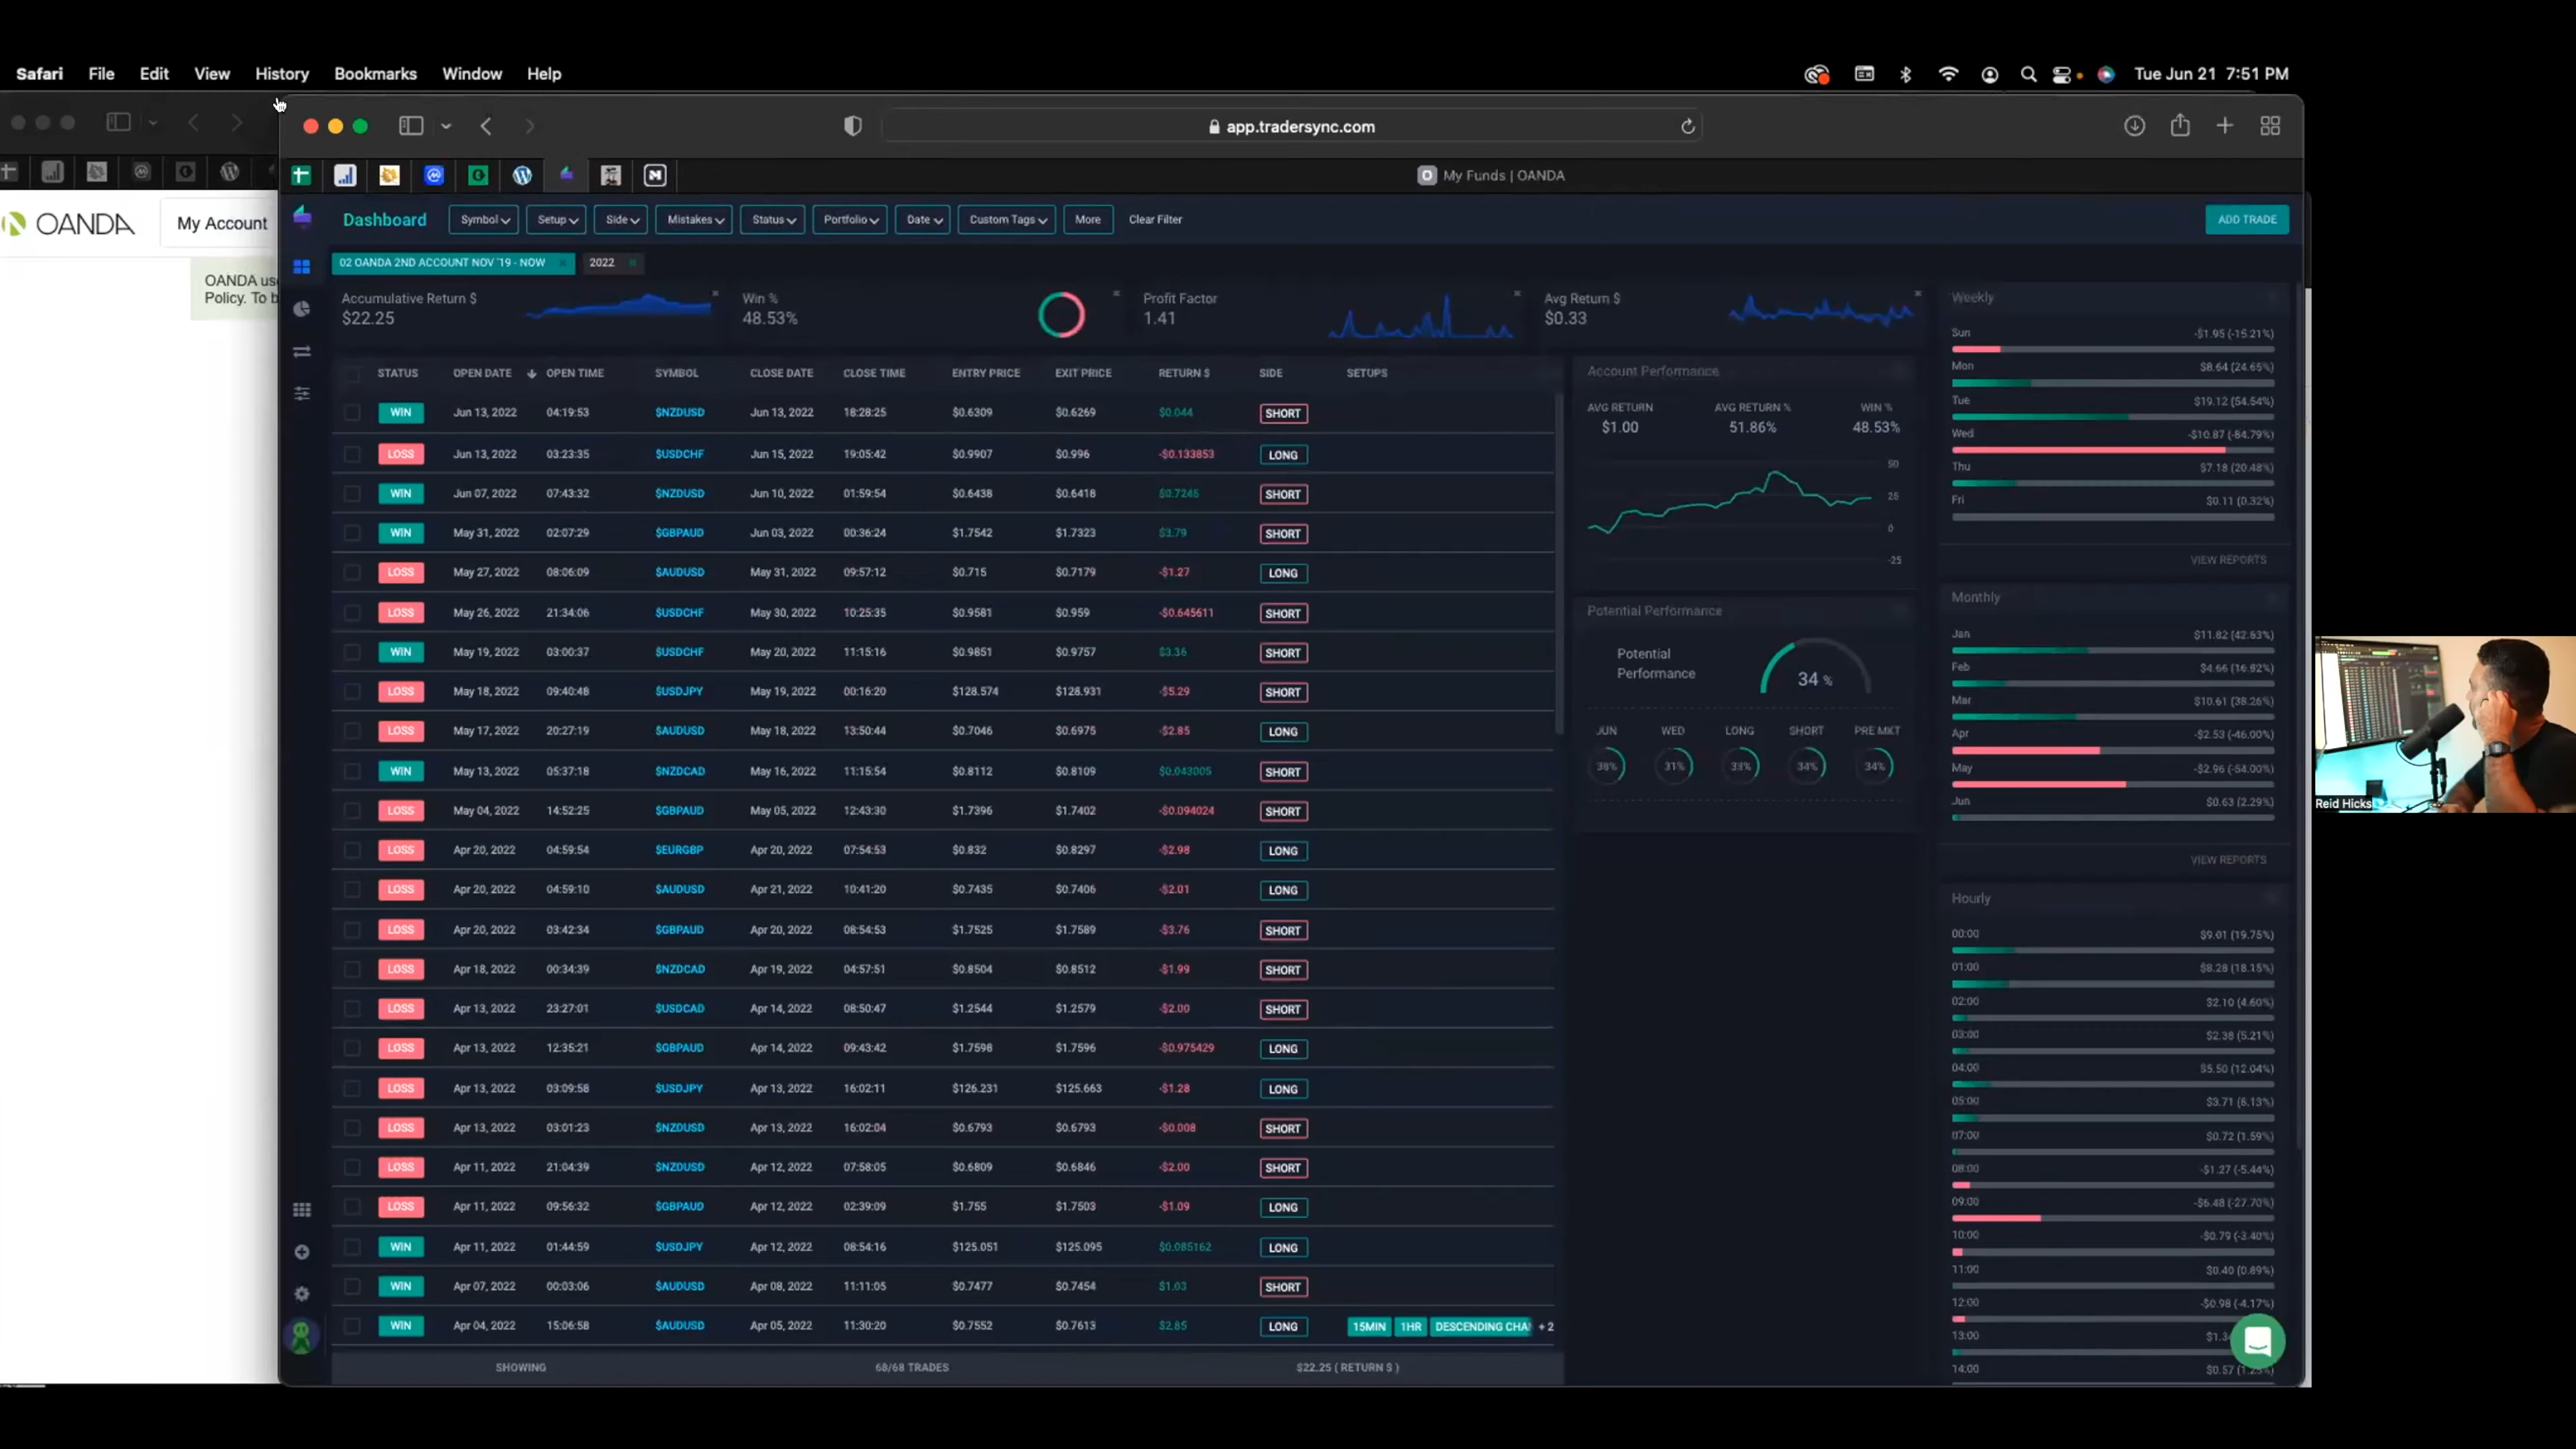 Safari File Edit View History Bookmarks Window Help Tue Jun 21 7:51 PM
app.tradersync.com
My Funds | OANDA
OANDA My Account
OANDA us
Policy. To b
Dashboard Symbol Setup Side Mistakes Status Portfolio Date Custom Tags More Clear Filter ADD TRADE
02 OANDA 2ND ACCOUNT NOV '19 - NOW 2022
Accumulative Return $
$22.25
Win %
48.53%
Profit Factor
1.41
Avg Return $
$0.33
STATUS OPEN DATE OPEN TIME SYMBOL CLOSE DATE CLOSE TIME ENTRY PRICE EXIT PRICE RETURN $ SIDE SETUPS
WIN Jun 13, 2022 04:19:53 $NZDUSD Jun 13, 2022 18:28:25 $0.6309 $0.6269 $0.044 SHORT
LOSS Jun 13, 2022 03:23:35 $USDCHF Jun 15, 2022 19:05:42 $0.9907 $0.996 -$0.133853 LONG
WIN Jun 07, 2022 07:43:32 $NZDUSD Jun 10, 2022 01:59:54 $0.6438 $0.6418 $0.7245 SHORT
WIN May 31, 2022 02:07:29 $GBPAUD Jun 03, 2022 00:36:24 $1.7542 $1.7323 $3.79 SHORT
LOSS May 27, 2022 08:06:09 $AUDUSD May 31, 2022 09:57:12 $0.715 $0.7179 -$1.27 LONG
LOSS May 26, 2022 21:34:06 $USDCHF May 30, 2022 10:25:35 $0.9581 $0.959 -$0.645611 SHORT
WIN May 19, 2022 03:00:37 $USDCHF May 20, 2022 11:15:16 $0.9851 $0.9757 $3.36 SHORT
LOSS May 18, 2022 09:40:48 $USDJPY May 19, 2022 00:16:20 $128.574 $128.931 -$5.29 SHORT
LOSS May 17, 2022 20:27:19 $AUDUSD May 18, 2022 13:50:44 $0.7046 $0.6975 -$2.85 LONG
WIN May 13, 2022 05:37:18 $NZDCAD May 16, 2022 11:15:54 $0.8112 $0.8109 $0.043005 SHORT
LOSS May 04, 2022 14:52:25 $GBPAUD May 05, 2022 12:43:30 $1.7396 $1.7402 -$0.094024 SHORT
LOSS Apr 20, 2022 04:59:54 $EURGBP Apr 20, 2022 07:54:53 $0.832 $0.8297 -$2.98 LONG
LOSS Apr 20, 2022 04:59:10 $AUDUSD Apr 21, 2022 10:41:20 $0.7435 $0.7406 -$2.01 LONG
LOSS Apr 20, 2022 03:42:34 $GBPAUD Apr 20, 2022 08:54:53 $1.7525 $1.7589 -$3.76 SHORT
LOSS Apr 18, 2022 00:34:39 $NZDCAD Apr 19, 2022 04:57:51 $0.8504 $0.8512 -$1.99 SHORT
LOSS Apr 13, 2022 23:27:01 $USDCAD Apr 14, 2022 08:50:47 $1.2544 $1.2579 -$2.00 SHORT
LOSS Apr 13, 2022 12:35:21 $GBPAUD Apr 14, 2022 09:43:42 $1.7598 $1.7596 -$0.975429 LONG
LOSS Apr 13, 2022 03:09:58 $USDJPY Apr 13, 2022 16:02:11 $126.231 $125.663 -$1.28 LONG
LOSS Apr 13, 2022 03:01:23 $NZDUSD Apr 13, 2022 16:02:04 $0.6793 $0.6793 -$0.008 SHORT
LOSS Apr 11, 2022 21:04:39 $NZDUSD Apr 12, 2022 07:58:05 $0.6809 $0.6846 -$2.00 SHORT
LOSS Apr 11, 2022 09:56:32 $GBPAUD Apr 12, 2022 02:39:09 $1.755 $1.7503 -$1.09 LONG
WIN Apr 11, 2022 01:44:59 $USDJPY Apr 12, 2022 08:54:16 $125.051 $125.095 $0.085162 LONG
WIN Apr 07, 2022 00:03:06 $AUDUSD Apr 08, 2022 11:11:05 $0.7477 $0.7454 $1.03 SHORT
WIN Apr 04, 2022 15:06:58 $AUDUSD Apr 05, 2022 11:30:20 $0.7552 $0.7613 $2.85 LONG 15MIN 1HR DESCENDING CHA + 2
SHOWING 68/68 TRADES $22.25 ( RETURN $ )
Account Performance
AVG RETURN AVG RETURN % WIN %
$1.00 51.86% 48.53%
50
25
0
-25
Potential Performance
Potential
Performance
34 %
JUN WED LONG SHORT PRE MKT
38% 31% 33% 34% 34%
Weekly
Sun -$1.95 (-15.21%)
Mon $8.64 (24.65%)
Tue $19.12 (54.54%)
Wed -$10.87 (-84.79%)
Thu $7.18 (20.48%)
Fri $0.11 (0.32%)
VIEW REPORTS
Monthly
Jan $11.82 (42.63%)
Feb $4.66 (16.82%)
Mar $10.61 (38.26%)
Apr -$2.53 (-46.00%)
May -$2.96 (-54.00%)
Jun $0.63 (2.29%)
VIEW REPORTS
Hourly
00:00 $9.01 (19.75%)
01:00 $8.28 (18.15%)
02:00 $2.10 (4.60%)
03:00 $2.38 (5.21%)
04:00 $5.50 (12.04%)
05:00 $3.71 (8.13%)
07:00 $0.72 (1.59%)
08:00 -$1.27 (-5.44%)
09:00 -$6.48 (-27.70%)
10:00 -$0.79 (-3.40%)
11:00 $0.40 (0.89%)
12:00 -$0.98 (-4.17%)
13:00
14:00 $0.57
Reid Hicks